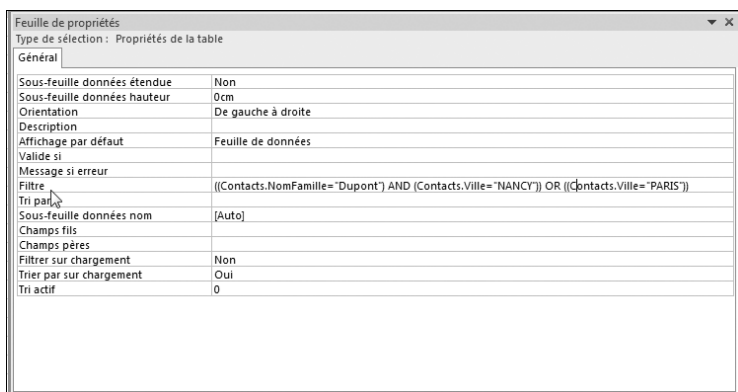 Feuille de propriétés
Type de sélection : Propriétés de la table
Général
Sous-feuille données étendue Non
Sous-feuille données hauteur 0cm
Orientation De gauche à droite
Description
Affichage par défaut Feuille de données
Valide si
Message si erreur
Filtre ((Contacts.NomFamille="Dupont") AND (Contacts.Ville="NANCY")) OR ((Contacts.Ville="PARIS"))
Tri par
Sous-feuille données nom [Auto]
Champs fils
Champs pères
Filtrer sur chargement Non
Trier par sur chargement Oui
Tri actif 0